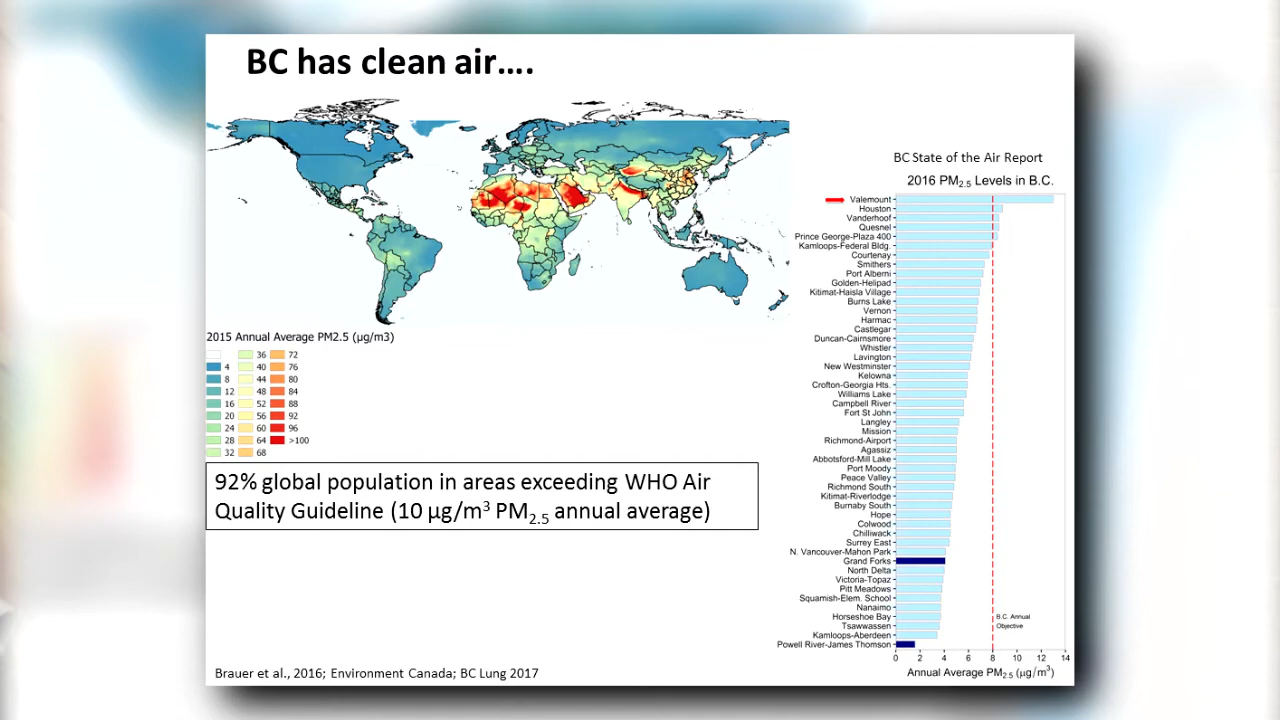 BC has clean air....
2015 Annual Average PM2.5 (µg/m3)
36 72
4 40 76
8 44 80
12 48 84
16 52 88
20 56 92
24 60 96
28 64 >100
32 68
92% global population in areas exceeding WHO Air
Quality Guideline (10 µg/m³ PM2.5 annual average)
Brauer et al., 2016; Environment Canada; BC Lung 2017
BC State of the Air Report
2016 PM2.5 Levels in B.C.
Valemount
Houston
Vanderhoof
Quesnel
Prince George-Plaza 400
Kamloops-Federal Bldg.
Courtenay
Smithers
Port Alberni
Golden-Helipad
Kitimat-Haisla Village
Burns Lake
Vernon
Harmac
Castlegar
Duncan-Cairnsmore
Whistler
Lavington
New Westminster
Kelowna
Crofton-Georgia Hts.
Williams Lake
Campbell River
Fort St John
Langley
Mission
Richmond-Airport
Agassiz
Abbotsford-Mill Lake
Port Moody
Peace Valley
Richmond South
Kitimat-Riverlodge
Burnaby South
Hope
Colwood
Chilliwack
Surrey East
N. Vancouver-Mahon Park
Grand Forks
North Delta
Victoria-Topaz
Pitt Meadows
Squamish-Elem. School
Nanaimo
Horseshoe Bay
Tsawwassen
Kamloops-Aberdeen
Powell River-James Thomson
B.C. Annual
Objective
0 2 4 6 8 10 12 14
Annual Average PM2.5 (µg/m³)